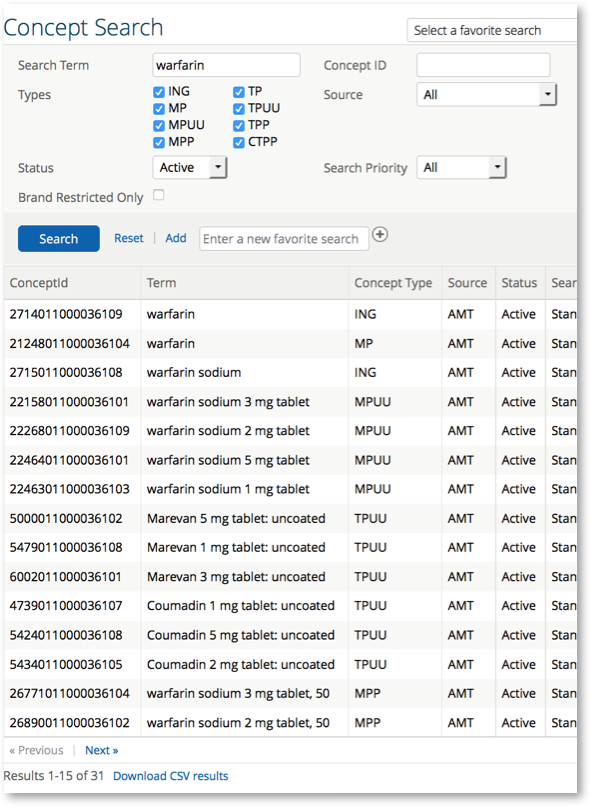 Concept Search
Select a favorite search
Search Term warfarin Concept ID
Types ING TP Source All
MP TPUU
MPUU TPP
MPP CTPP
Status Active Search Priority All
Brand Restricted Only
Search Reset | Add Enter a new favorite search
ConceptId Term Concept Type Source Status Sear
2714011000036109 warfarin ING AMT Active Stan
21248011000036104 warfarin MP AMT Active Stan
2715011000036108 warfarin sodium ING AMT Active Stan
22158011000036101 warfarin sodium 3 mg tablet MPUU AMT Active Stan
22268011000036109 warfarin sodium 2 mg tablet MPUU AMT Active Stan
22464011000036101 warfarin sodium 5 mg tablet MPUU AMT Active Stan
22463011000036103 warfarin sodium 1 mg tablet MPUU AMT Active Stan
5000011000036102 Marevan 5 mg tablet: uncoated TPUU AMT Active Stan
5479011000036108 Marevan 1 mg tablet: uncoated TPUU AMT Active Stan
6002011000036101 Marevan 3 mg tablet: uncoated TPUU AMT Active Stan
4739011000036107 Coumadin 1 mg tablet: uncoated TPUU AMT Active Stan
5424011000036108 Coumadin 5 mg tablet: uncoated TPUU AMT Active Stan
5434011000036105 Coumadin 2 mg tablet: uncoated TPUU AMT Active Stan
26771011000036104 warfarin sodium 3 mg tablet, 50 MPP AMT Active Stan
26890011000036102 warfarin sodium 2 mg tablet, 50 MPP AMT Active Stan
« Previous | Next »
Results 1-15 of 31 Download CSV results